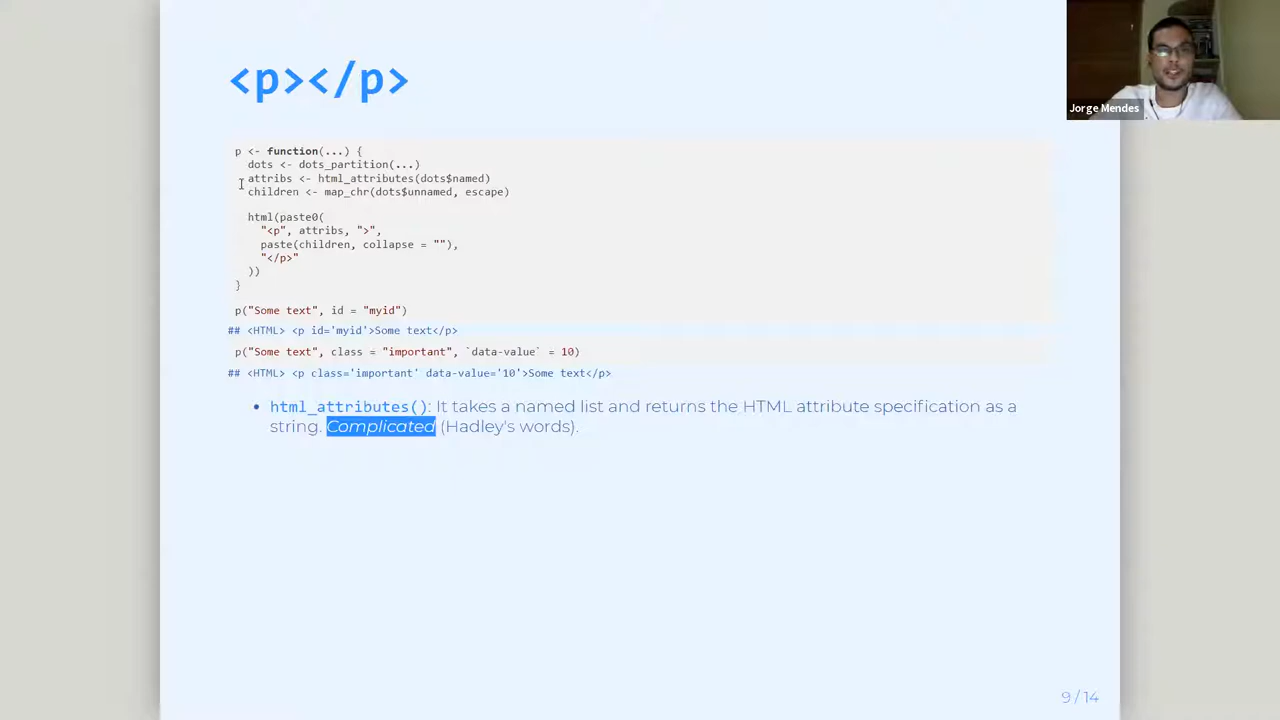 <p></p>
Jorge Mendes
p <- function(...) {
  dots <- dots_partition(...)
  attribs <- html_attributes(dots$named)
  children <- map_chr(dots$unnamed, escape)
  html(paste0(
    "<p", attribs, ">",
    paste(children, collapse = ""),
    "</p>"
  ))
}
p("Some text", id = "myid")
## <HTML> <p id='myid'>Some text</p>
p("Some text", class = "important", `data-value` = 10)
## <HTML> <p class='important' data-value='10'>Some text</p>
• html_attributes(): It takes a named list and returns the HTML attribute specification as a
string. Complicated (Hadley's words).
9 / 14